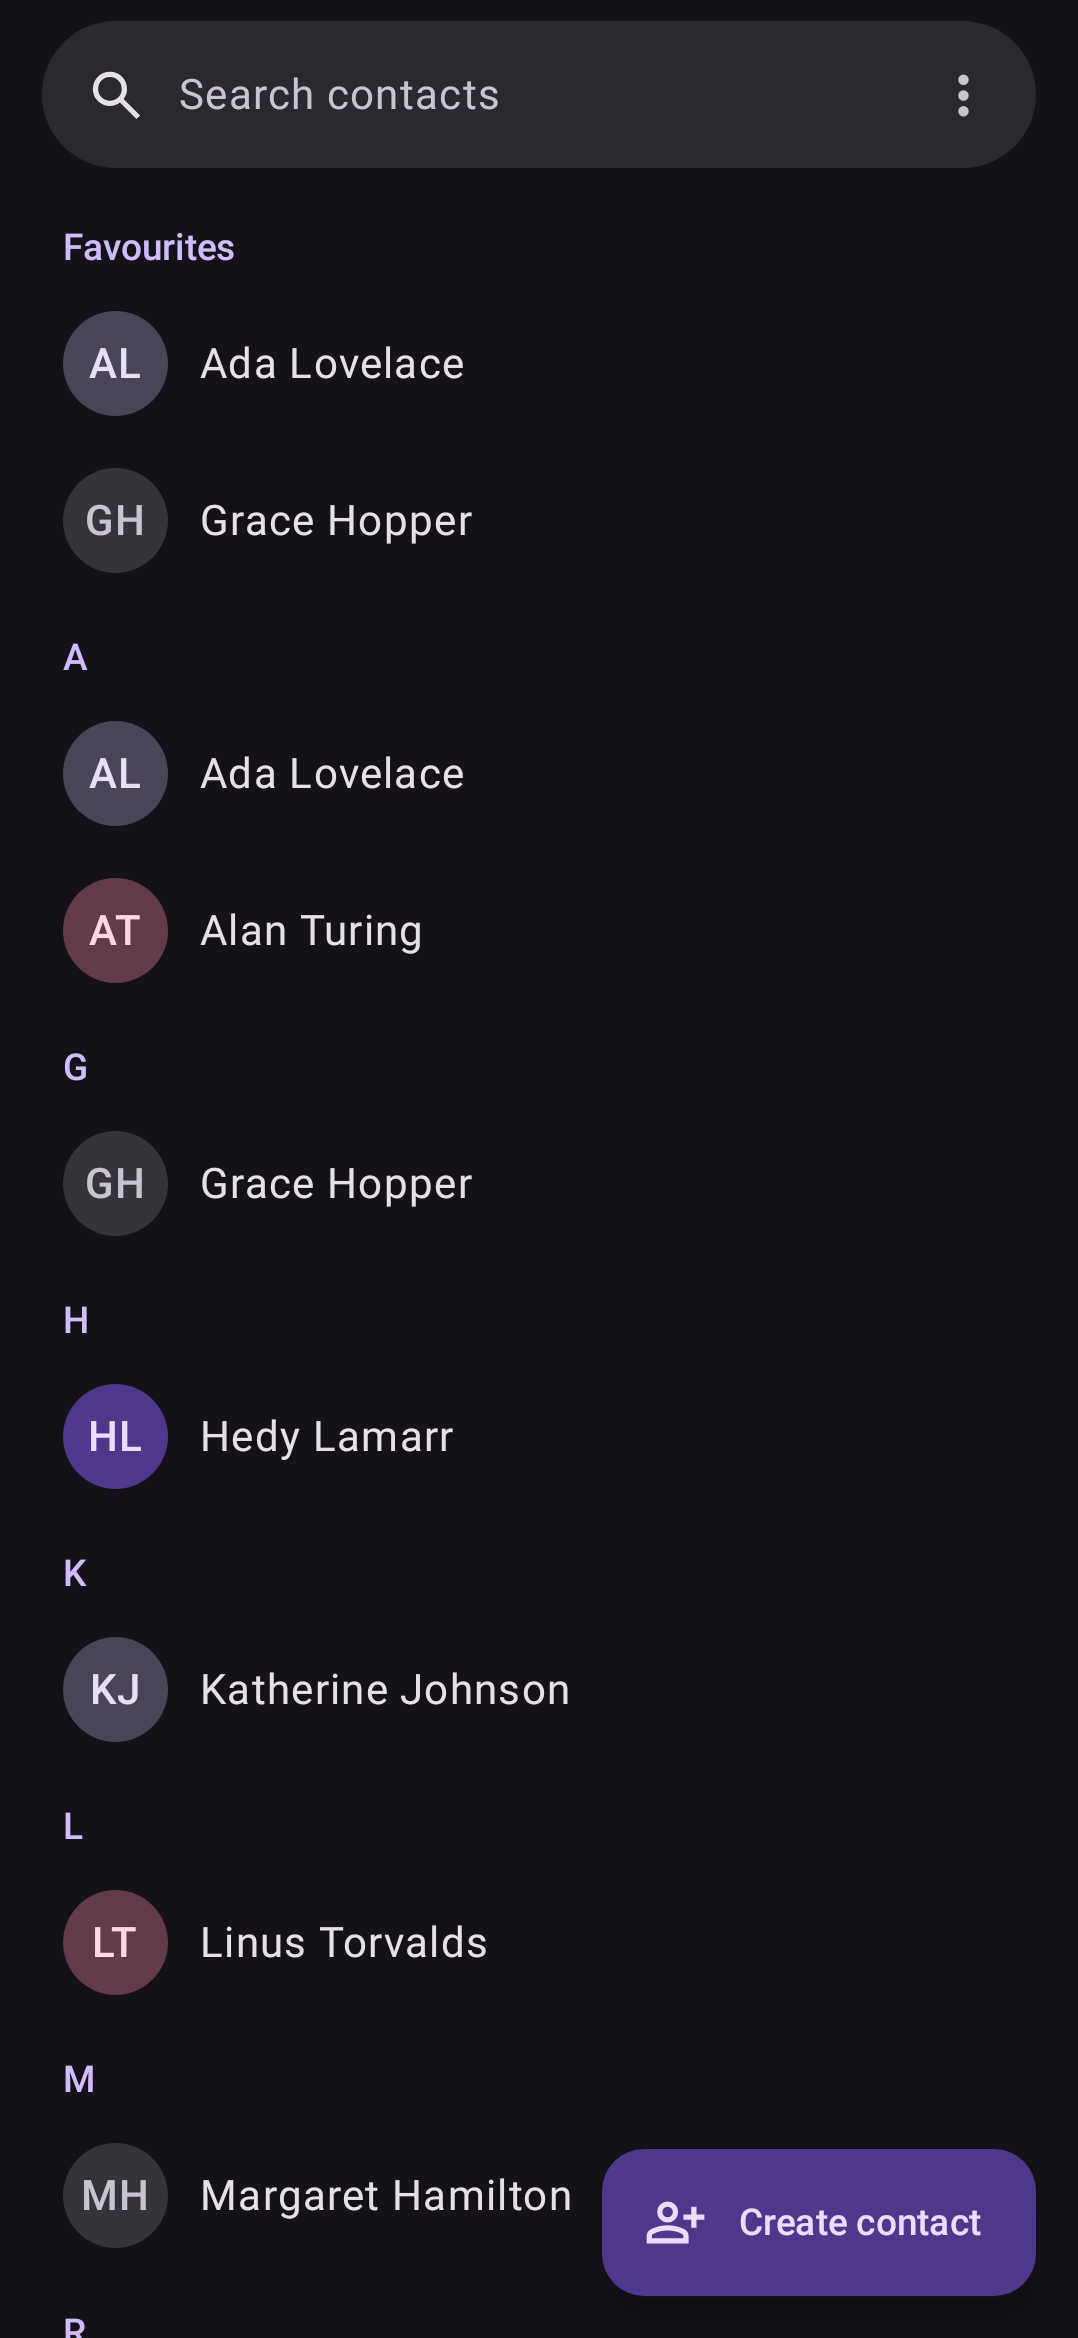 Search contacts
Favourites
AL Ada Lovelace
GH Grace Hopper
A
AL Ada Lovelace
AT Alan Turing
G
GH Grace Hopper
H
HL Hedy Lamarr
K
KJ Katherine Johnson
L
LT Linus Torvalds
M
MH Margaret Hamilton
Create contact
R